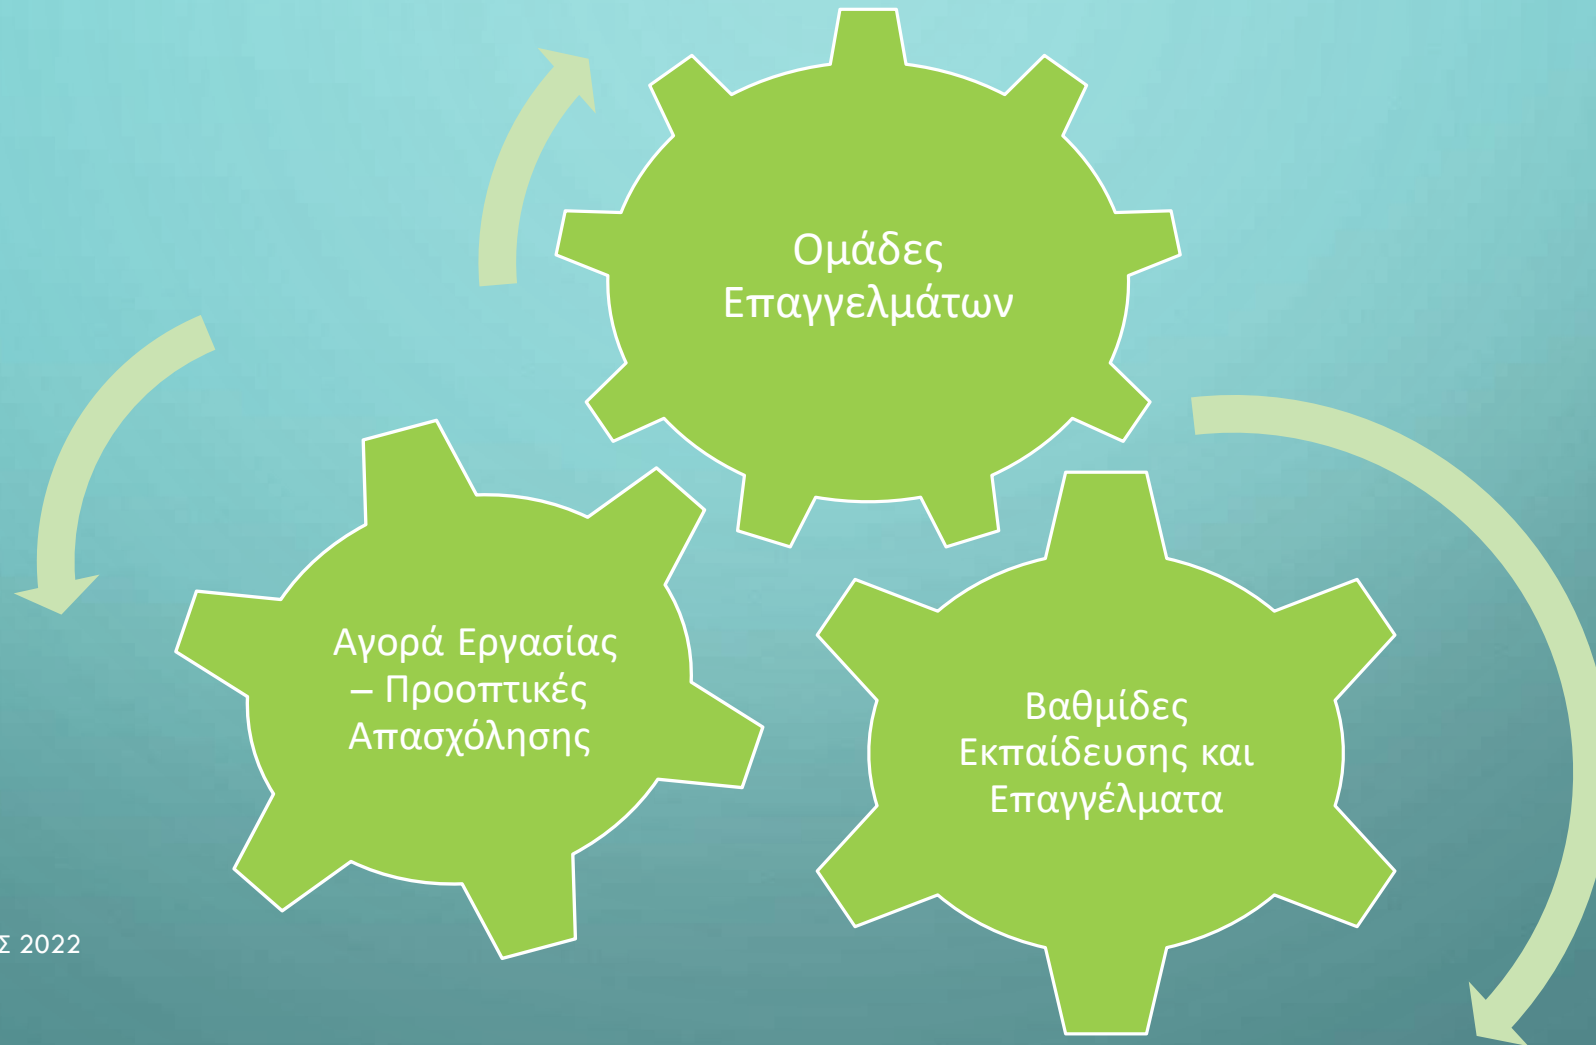 Ομάδες
Επαγγελμάτων
Αγορά Εργασίας
– Προοπτικές
Απασχόλησης
Βαθμίδες
Εκπαίδευσης και
Επαγγέλματα
2022